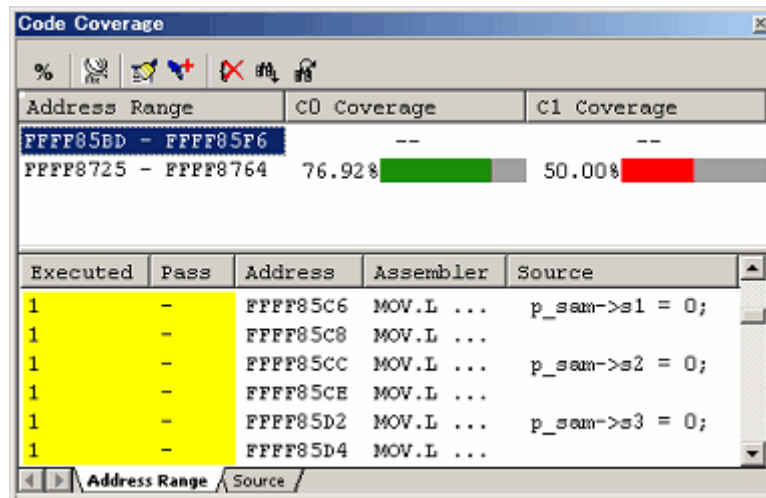 Code Coverage
%
Address Range C0 Coverage C1 Coverage
FFFF85BD - FFFF85F6 -- --
FFFF8725 - FFFF8764 76.92% 50.00%
Executed Pass Address Assembler Source
1 - FFFF85C6 MOV.L ... p_sam->s1 = 0;
1 - FFFF85C8 MOV.L ...
1 - FFFF85CC MOV.L ... p_sam->s2 = 0;
1 - FFFF85CE MOV.L ...
1 - FFFF85D2 MOV.L ... p_sam->s3 = 0;
1 - FFFF85D4 MOV.L ...
Address Range Source